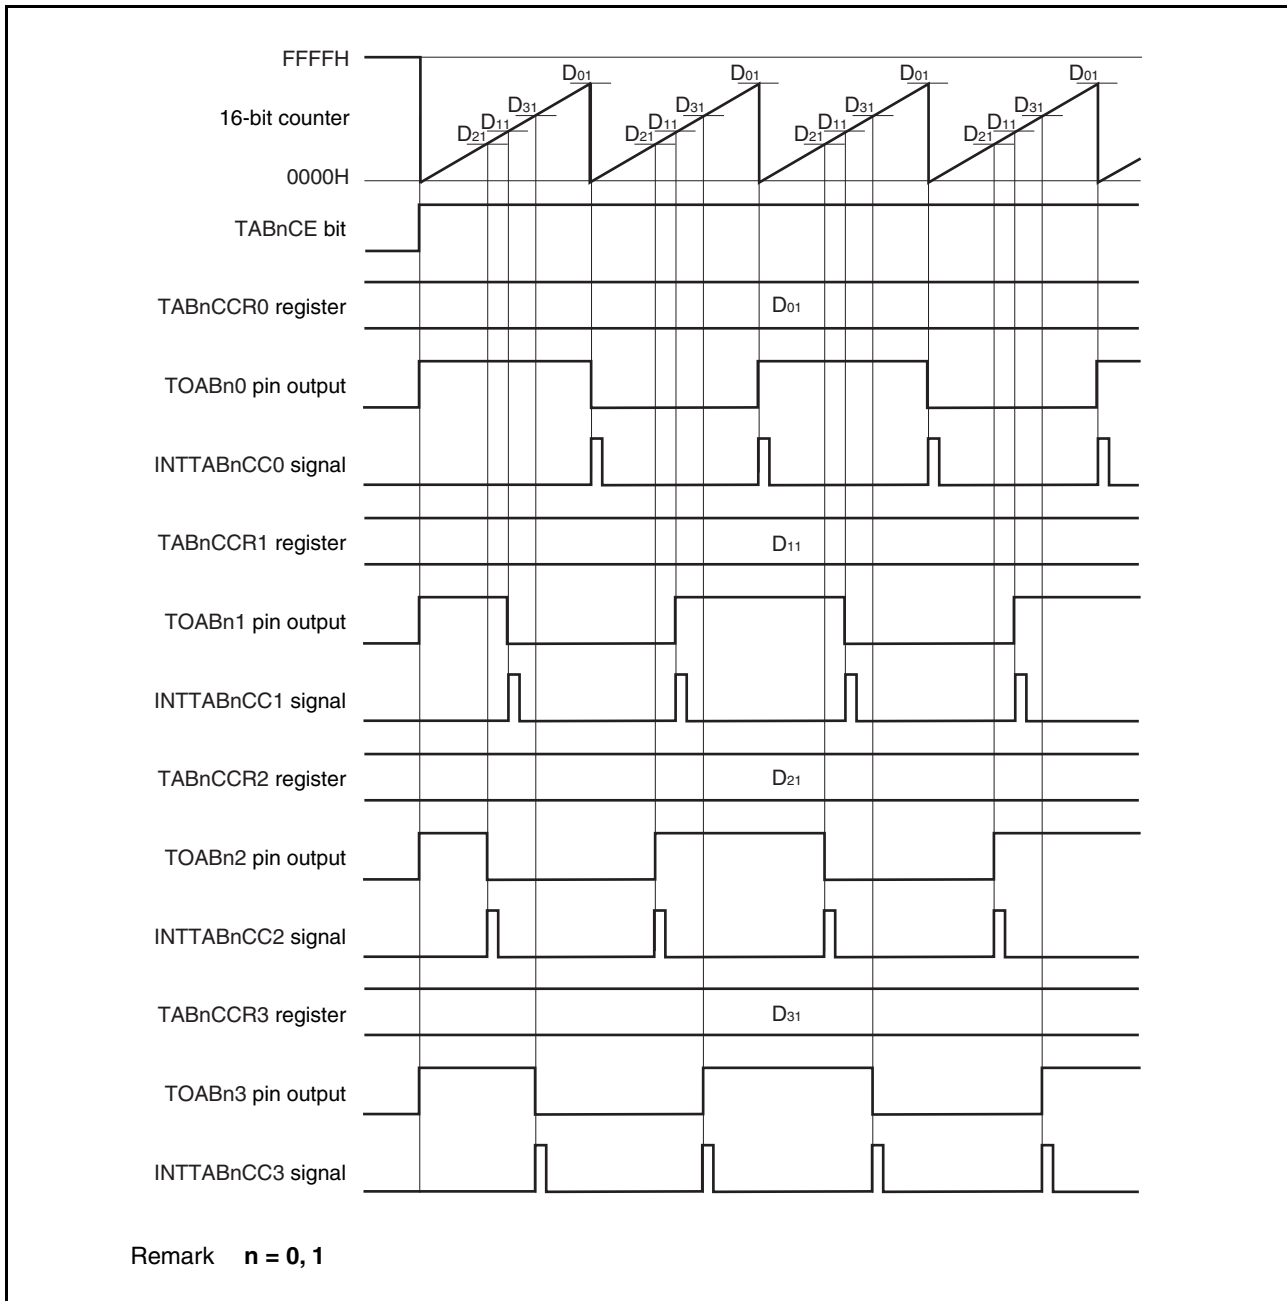 FFFFH
D01 D01 D01 D01
16-bit counter
D31 D31 D31 D31
D11 D11 D11 D11
D21 D21 D21 D21
0000H
TABnCE bit
TABnCCR0 register
D01
TOABn0 pin output
INTTABnCC0 signal
TABnCCR1 register
D11
TOABn1 pin output
INTTABnCC1 signal
TABnCCR2 register
D21
TOABn2 pin output
INTTABnCC2 signal
TABnCCR3 register
D31
TOABn3 pin output
INTTABnCC3 signal
Remark n = 0, 1